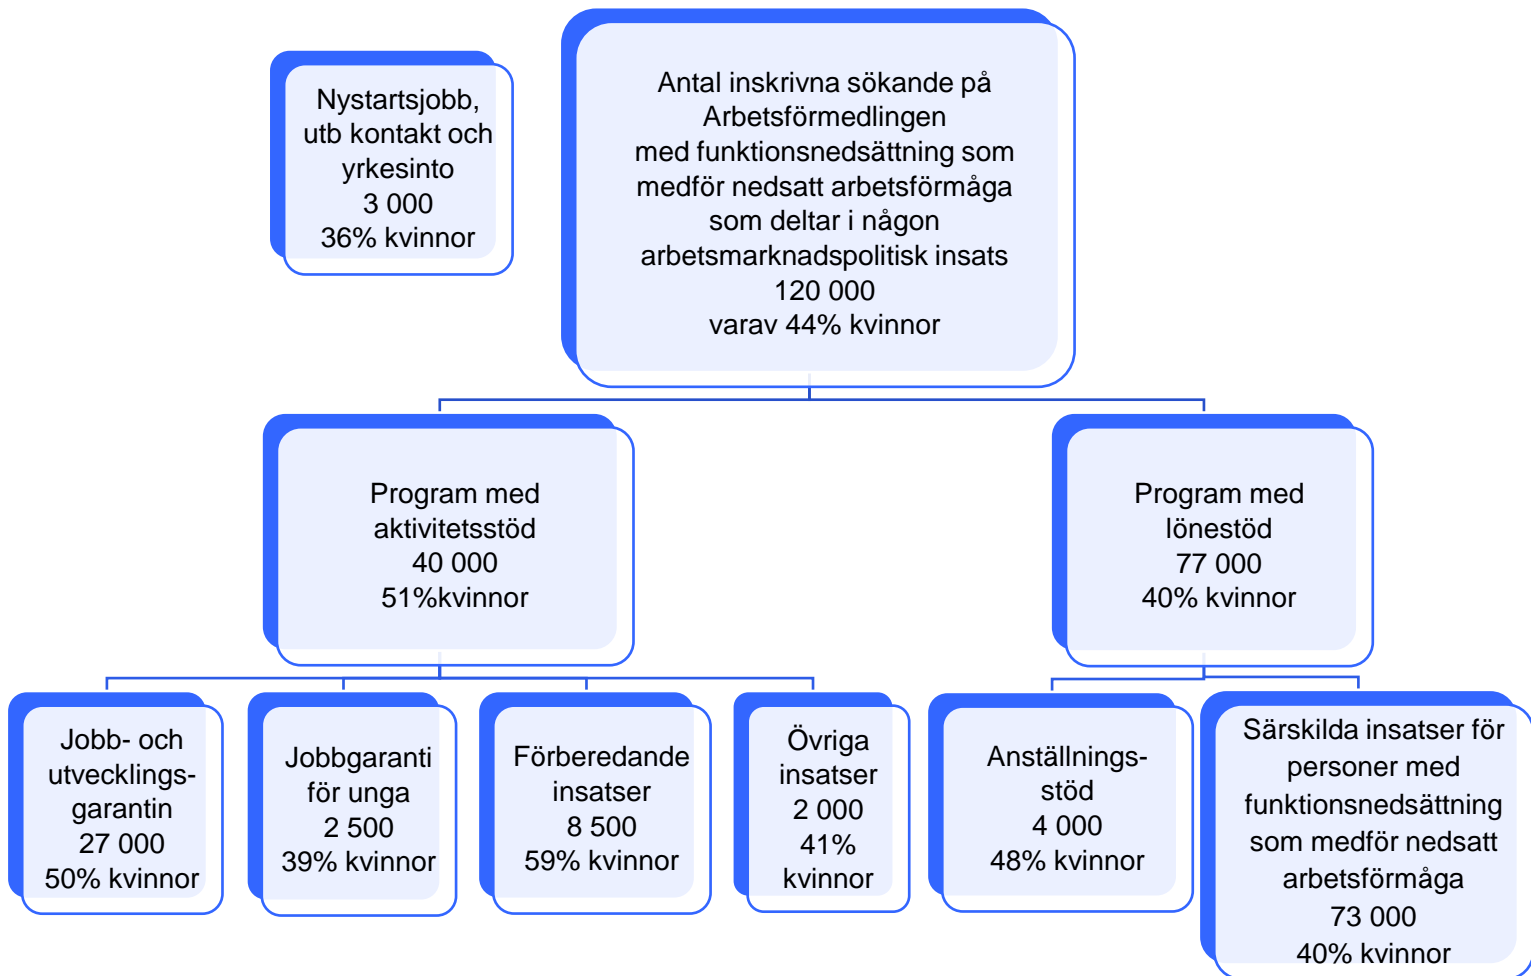 Nystartsjobb,
utb kontakt och
yrkesinto
3 000
36% kvinnor
Antal inskrivna sökande på
Arbetsförmedlingen
med funktionsnedsättning som
medför nedsatt arbetsförmåga
som deltar i någon
arbetsmarknadspolitisk insats
120 000
varav 44% kvinnor
Program med
aktivitetsstöd
40 000
51%kvinnor
Program med
lönestöd
77 000
40% kvinnor
Jobb- och
utvecklings-
garantin
27 000
50% kvinnor
Jobbgaranti
för unga
2 500
39% kvinnor
Förberedande
insatser
8 500
59% kvinnor
Övriga
insatser
2 000
41%
kvinnor
Anställnings-
stöd
4 000
48% kvinnor
Särskilda insatser för
personer med
funktionsnedsättning
som medför nedsatt
arbetsförmåga
73 000
40% kvinnor